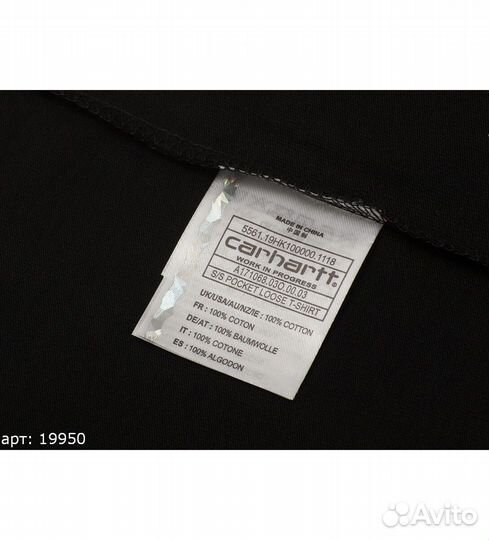 MADE IN CHINA
中国制
5561.19HK100000.1118
carhartt
WORK IN PROGRESS
A171068.03O.00.03
S/S POCKET LOOSE T-SHIRT
UK/USA/AU/NZ/IE : 100% COTTON
FR : 100% COTON
DE/AT : 100% BAUMWOLLE
IT : 100% COTONE
ES : 100% ALGODON
арт: 19950
Avito